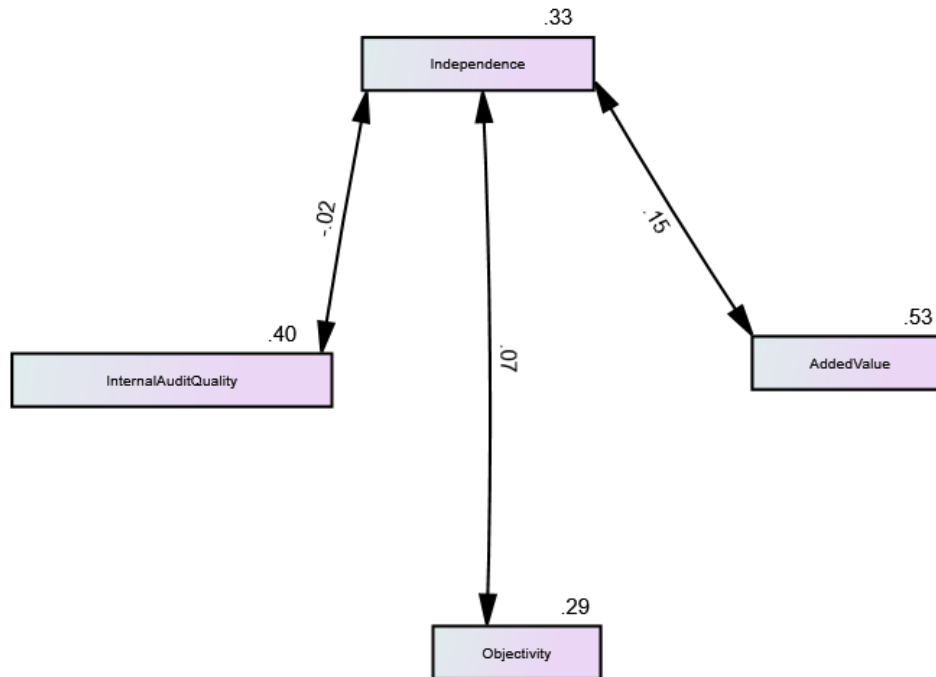 .33
Independence
-.02
.15
.40
InternalAuditQuality
.07
.53
AddedValue
.29
Objectivity